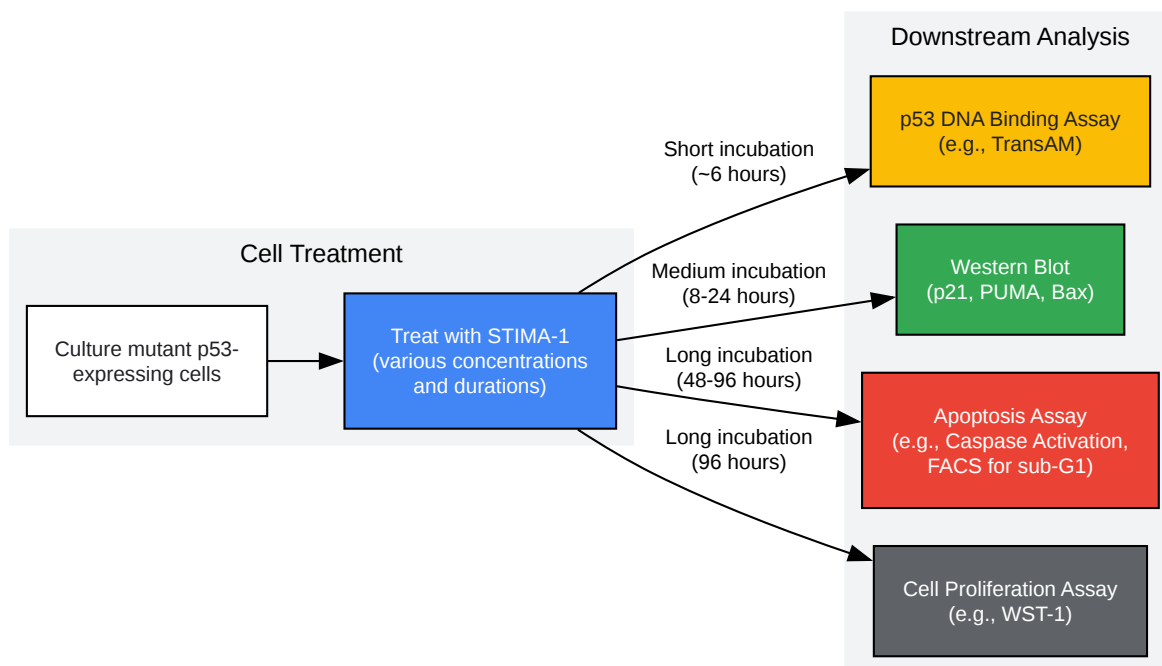 Downstream Analysis
p53 DNA Binding Assay
(e.g., TransAM)
Short incubation
(~6 hours)
Cell Treatment
Western Blot
(p21, PUMA, Bax)
Medium incubation
(8-24 hours)
Culture mutant p53-
expressing cells
Treat with STIMA-1
(various concentrations
and durations)
Long incubation
(48-96 hours)
Apoptosis Assay
(e.g., Caspase Activation,
FACS for sub-G1)
Long incubation
(96 hours)
Cell Proliferation Assay
(e.g., WST-1)